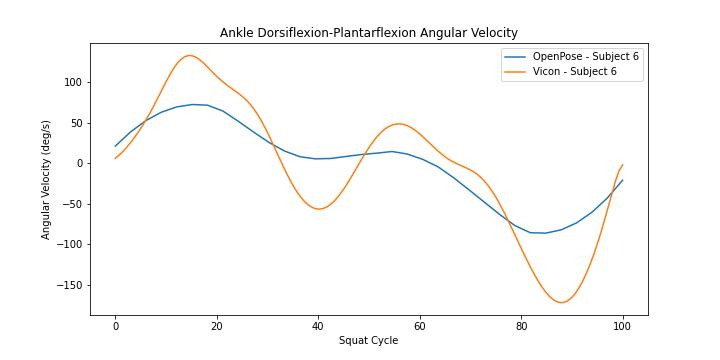 Ankle Dorsiflexion-Plantarflexion Angular Velocity
OpenPose - Subject 6
Vicon - Subject 6
Angular Velocity (deg/s)
100
50
0
−50
−100
−150
0
20
40
60
80
100
Squat Cycle